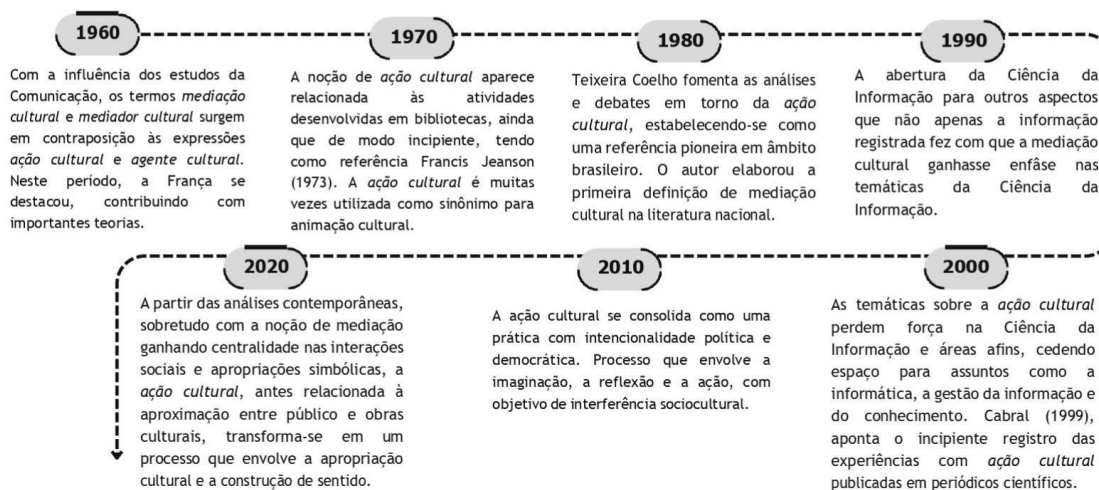 1960
Com a influência dos estudos da
Comunicação, os termos mediação
cultural e mediador cultural surgem
em contraposição às expressões
ação cultural e agente cultural.
Neste período, a França se
destacou, contribuindo com
importantes teorias.
1970
A noção de ação cultural aparece
relacionada às atividades
desenvolvidas em bibliotecas, ainda
que de modo incipiente, tendo
como referência Francis Jeanson
(1973). A ação cultural é muitas
vezes utilizada como sinônimo para
animação cultural.
1980
Teixeira Coelho fomenta as análises
e debates em torno da ação
cultural, estabelecendo-se como
uma referência pioneira em âmbito
brasileiro. O autor elaborou a
primeira definição de mediação
cultural na literatura nacional.
1990
A abertura da Ciência da
Informação para outros aspectos
que não apenas a informação
registrada fez com que a mediação
cultural ganhasse enfâse nas
temáticas da Ciência da
Informação.
2000
As temáticas sobre a ação cultural
perdem força na Ciência da
Informação e áreas afins, cedendo
espaço para assuntos como a
informática, a gestão da informação e
do conhecimento. Cabral (1999),
aponta o incipiente registro das
experiências com ação cultural
publicadas em periódicos científicos.
2010
A ação cultural se consolida como uma
prática com intencionalidade política e
democrática. Processo que envolve a
imaginação, a reflexão e a ação, com
objetivo de interferência sociocultural.
2020
A partir das análises contemporâneas,
sobretudo com a noção de mediação
ganhando centralidade nas interações
sociais e apropriações simbólicas, a
ação cultural, antes relacionada à
aproximação entre público e obras
culturais, transforma-se em um
processo que envolve a apropriação
cultural e a construção de sentido.